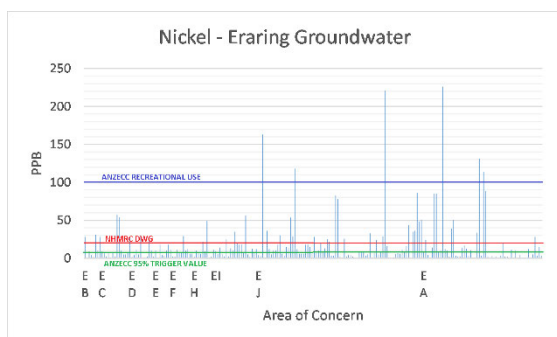 Nickel - Eraring Groundwater
250
200
150
100
50
0
PPB
ANZECC RECREATIONAL USE
NHMRC DWG
ANZECC 95% TRIGGER VALUE
E E E E E E EI E E
B C D E F H J A
Area of Concern